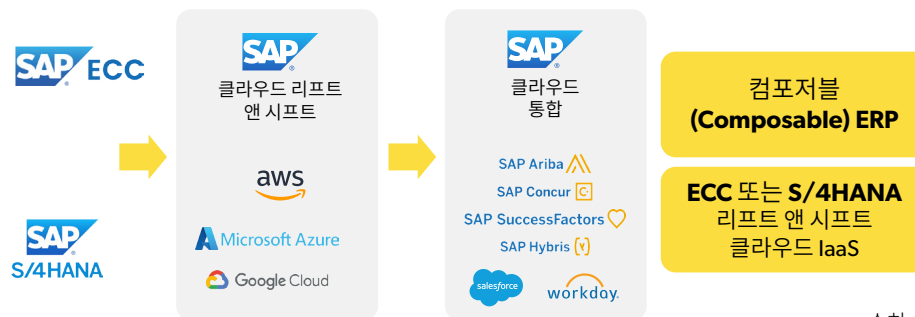 SAP ECC
SAP
S/4HANA
SAP
클라우드 리프트
앤 시프트
aws
Microsoft Azure
Google Cloud
SAP
클라우드
통합
SAP Ariba
SAP Concur C
SAP SuccessFactors
SAP Hybris (Y)
salesforce
workday.
컴포저블
(Composable) ERP
ECC 또는 S/4HANA
리프트 앤 시프트
클라우드 IaaS